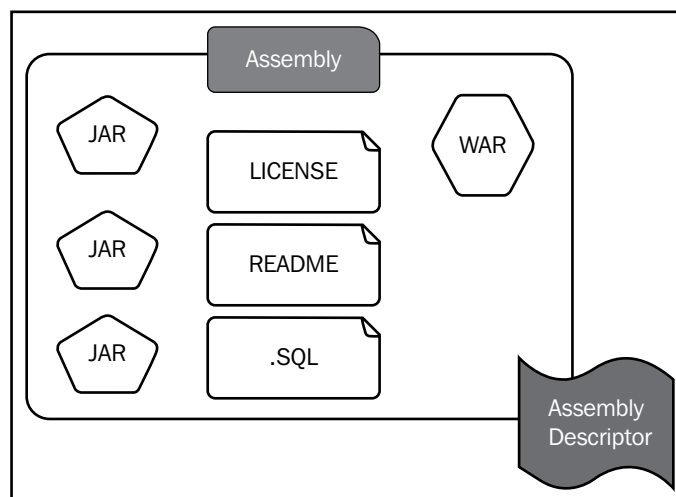 Assembly
JAR
LICENSE
WAR
JAR
README
JAR
.SQL
Assembly
Descriptor